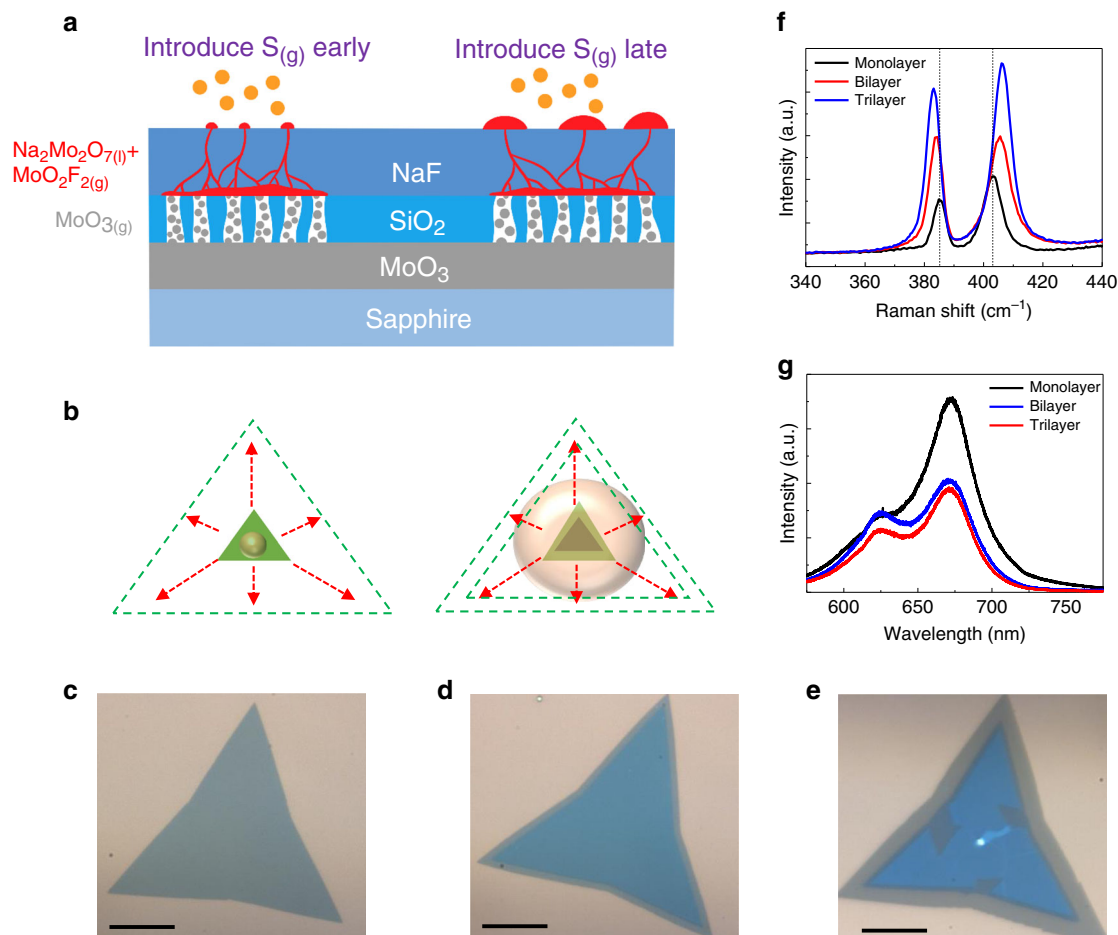 a
Introduce S(g) early
Introduce S(g) late
Na2Mo2O7(l)+
MoO2F2(g)
MoO3(g)
NaF
SiO2
MoO3
Sapphire
b
c
d
e
f
Monolayer
Bilayer
Trilayer
Intensity (a.u.)
340 360 380 400 420 440
Raman shift (cm−1)
g
Monolayer
Bilayer
Trilayer
Intensity (a.u.)
600 650 700 750
Wavelength (nm)